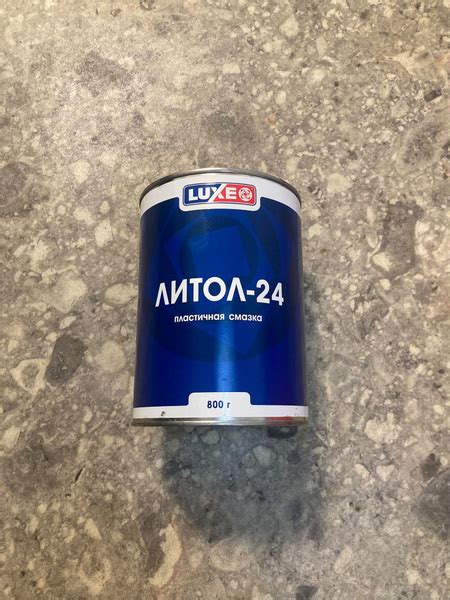 LUXE
ЛИТОЛ-24
пластичная смазка
800 г